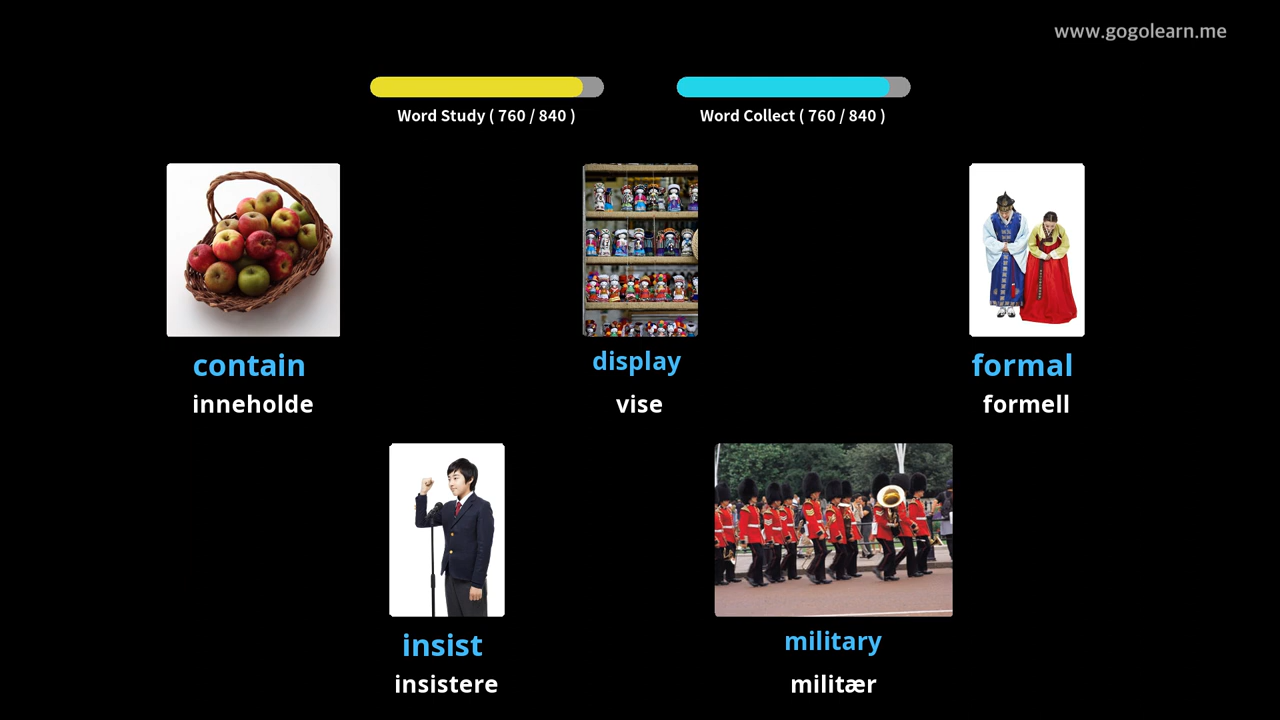 www.gogolearn.me
Word Study ( 760 / 840 )
Word Collect ( 760 / 840 )
contain
inneholde
display
vise
formal
formell
insist
insistere
military
militær